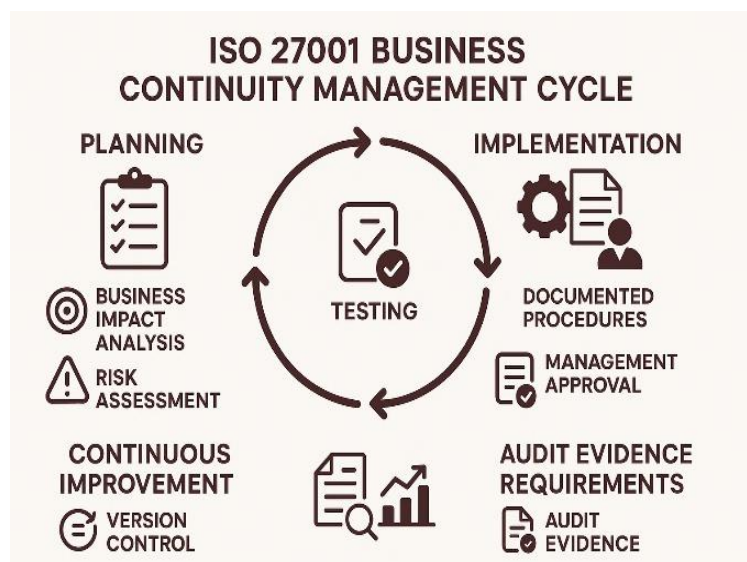 ISO 27001 BUSINESS
CONTINUITY MANAGEMENT CYCLE
PLANNING
BUSINESS
IMPACT
ANALYSIS
RISK
ASSESSMENT
TESTING
IMPLEMENTATION
DOCUMENTED
PROCEDURES
MANAGEMENT
APPROVAL
CONTINUOUS
IMPROVEMENT
VERSION
CONTROL
AUDIT EVIDENCE
REQUIREMENTS
AUDIT
EVIDENCE